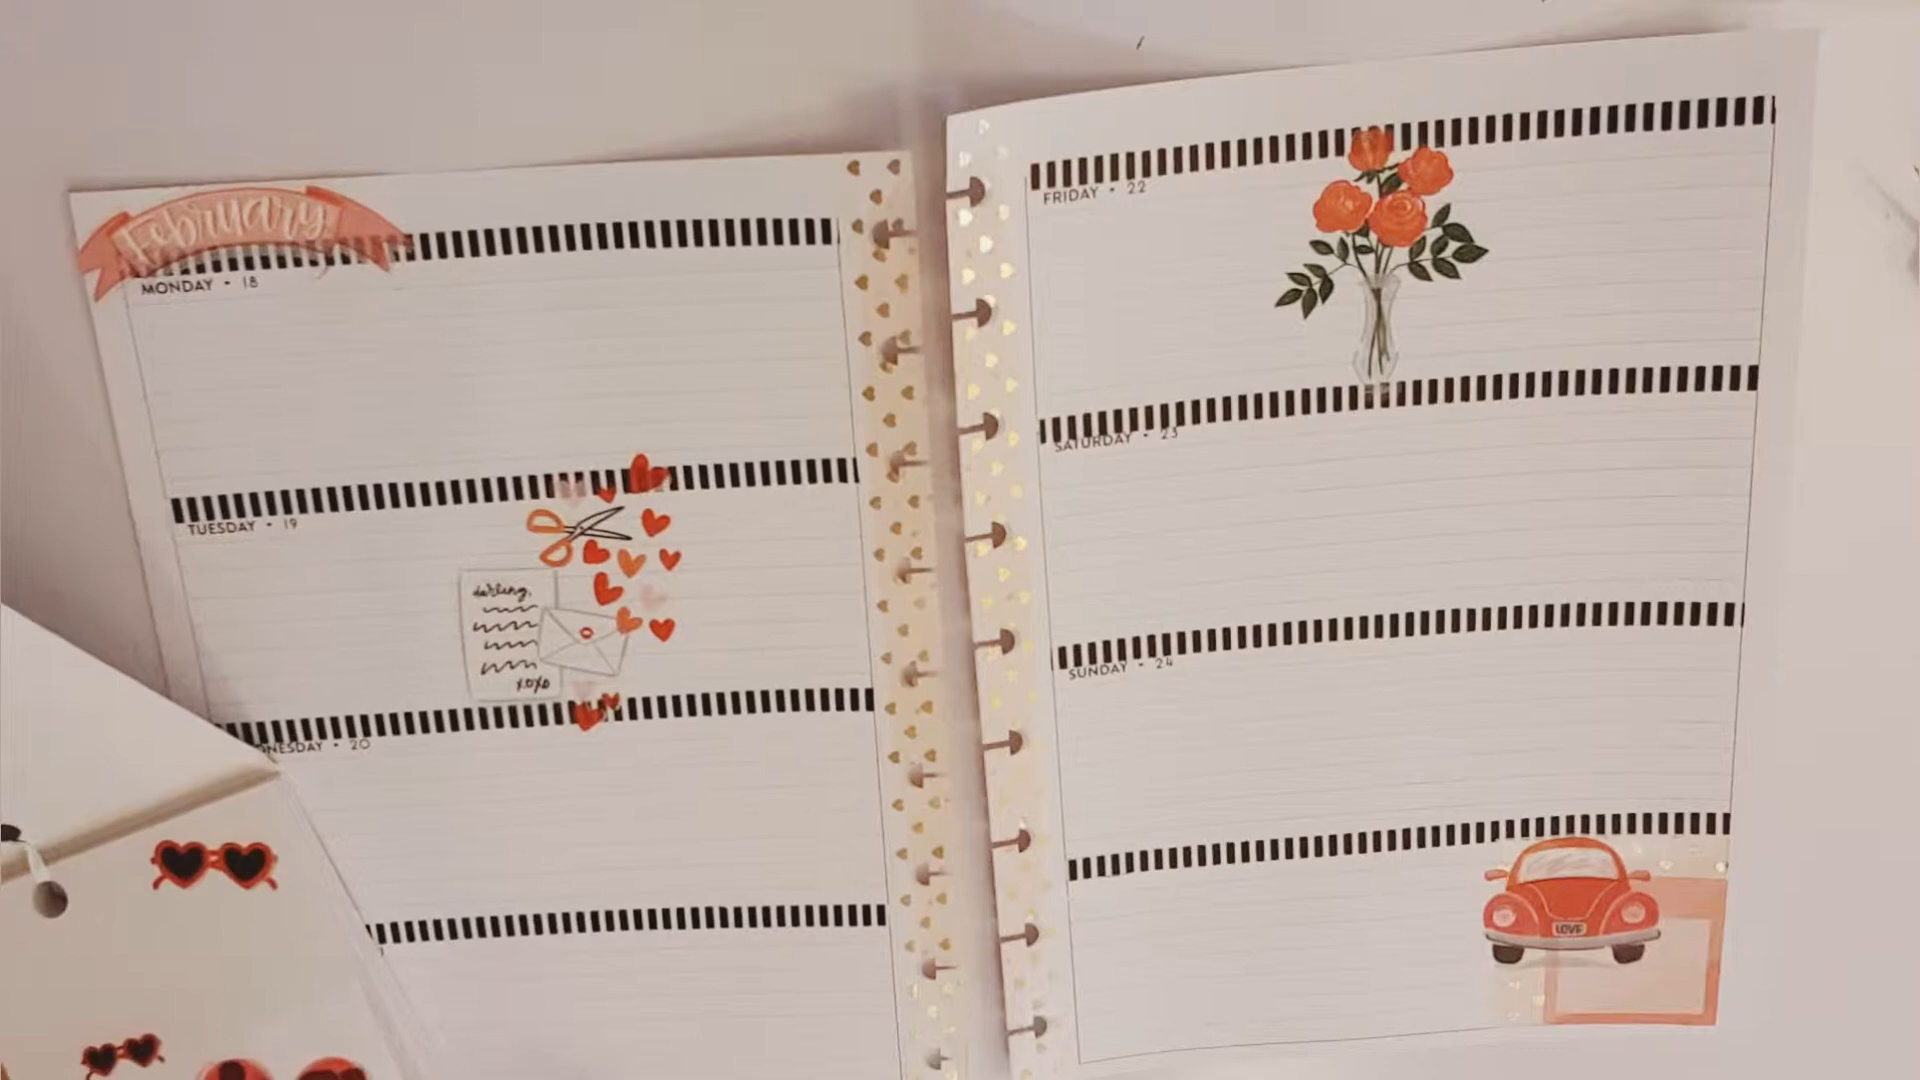 February
MONDAY • 18
TUESDAY • 19
darling,
xoxo
NESDAY • 20
FRIDAY • 22
SATURDAY • 23
SUNDAY • 24
LOVE